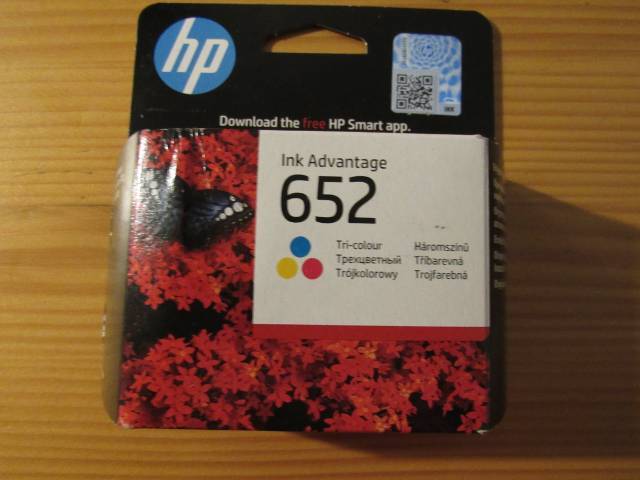 hp
Download the free HP Smart app.
Ink Advantage
652
Tri-colour
Трехцветный
Trójkolorowy
Háromszínű
Tříbarevná
Trojfarebná